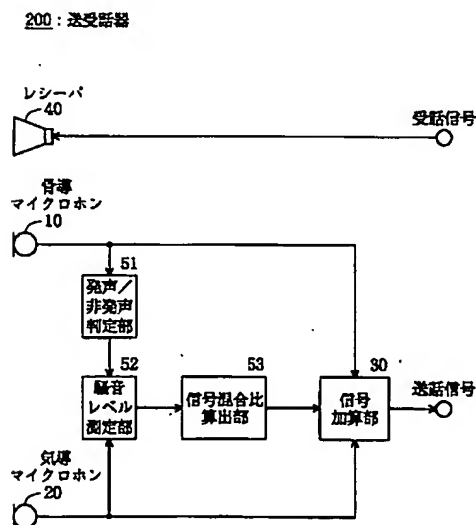 200：送受話器
レシーバ
40
受話信号
骨導
マイクロホン
10
51
発声／
非発声
判定部
52
騒音
レベル
測定部
53
信号混合比
算出部
30
信号
加算部
送話信号
気導
マイクロホン
20